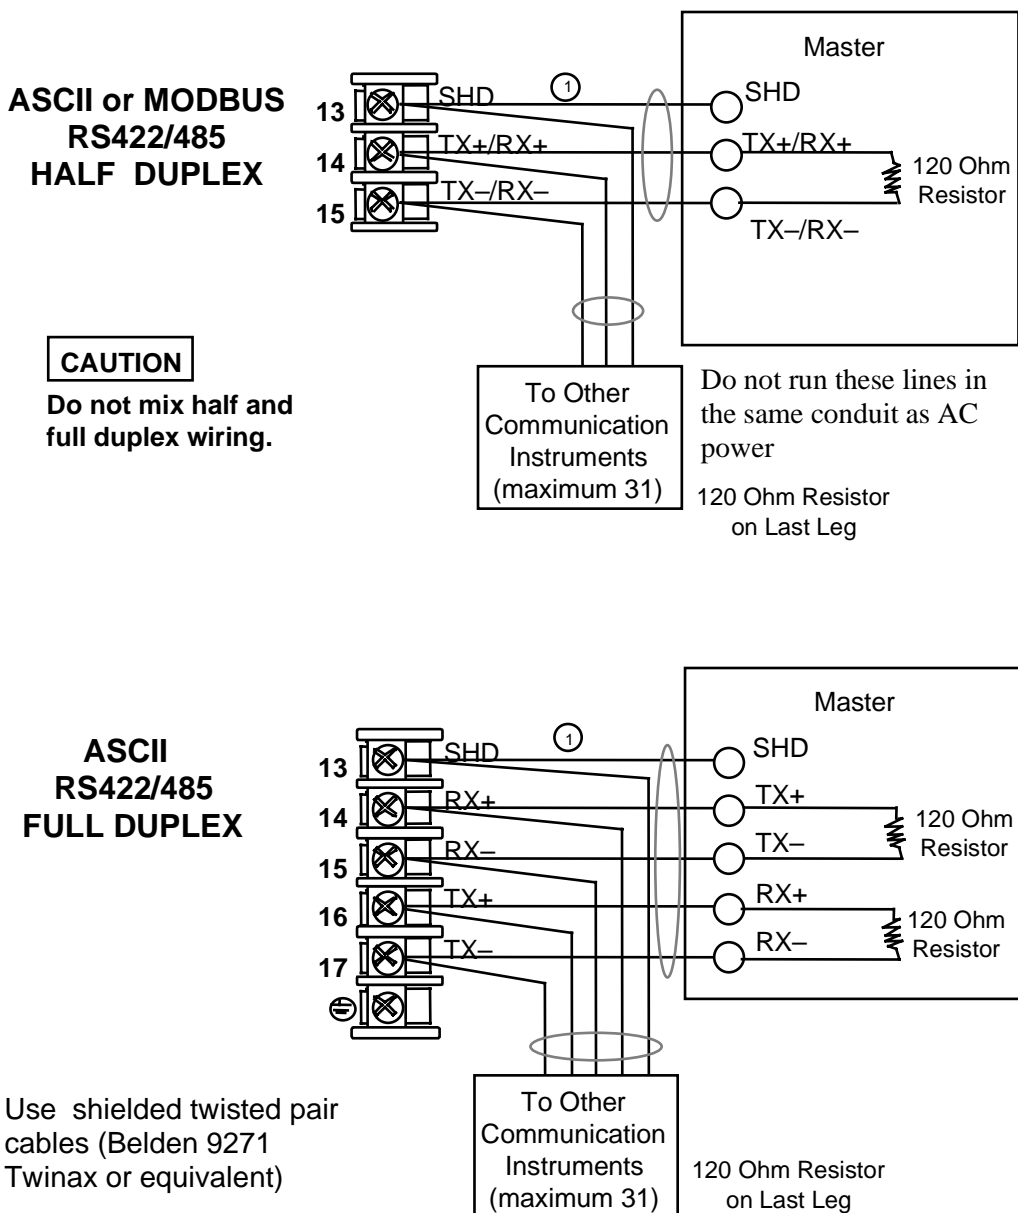 Master
ASCII or MODBUS
RS422/485
HALF DUPLEX
13
SHD
1
SHD
14
TX+/RX+
TX+/RX+
120 Ohm
Resistor
15
TX–/RX–
TX–/RX–
CAUTION
Do not mix half and
full duplex wiring.
To Other
Communication
Instruments
(maximum 31)
Do not run these lines in
the same conduit as AC
power
120 Ohm Resistor
on Last Leg
Master
ASCII
RS422/485
FULL DUPLEX
13
SHD
1
SHD
14
RX+
TX+
120 Ohm
Resistor
15
RX–
TX–
16
TX+
RX+
120 Ohm
Resistor
17
TX–
RX–
Use shielded twisted pair
cables (Belden 9271
Twinax or equivalent)
To Other
Communication
Instruments
(maximum 31)
120 Ohm Resistor
on Last Leg